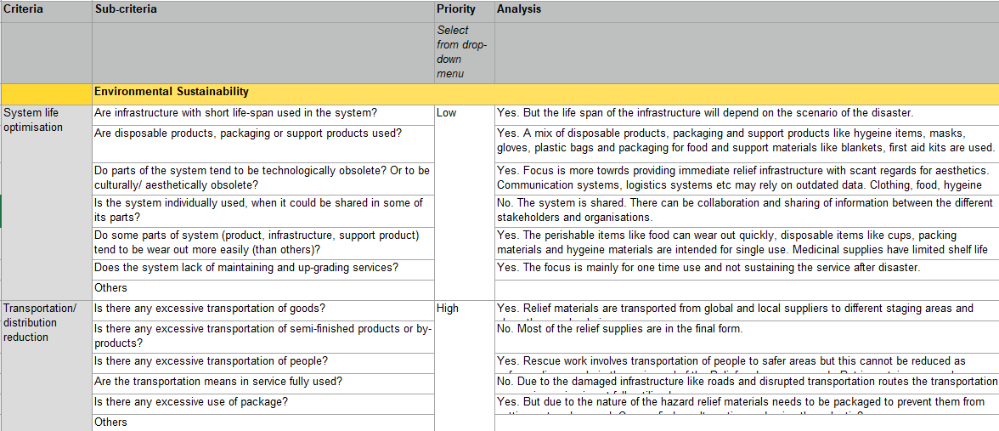 Criteria Sub-criteria Priority Analysis
Select
from drop-
down
menu
Environmental Sustainability
System life
optimisation
Are infrastructure with short life-span used in the system?
Low
Yes. But the life span of the infrastructure will depend on the scenario of the disaster.
Are disposable products, packaging or support products used?
Yes. A mix of disposable products, packaging and support products like hygeine items, masks,
gloves, plastic bags and packaging for food and support materials like blankets, first aid kits are used.
Do parts of the system tend to be technologically obsolete? Or to be
culturally/ aesthetically obsolete?
Yes. Focus is more towrds providing immediate relief infrastructure with scant regards for aesthetics.
Communication systems, logistics systems etc may rely on outdated data. Clothing, food, hygeine
Is the system individually used, when it could be shared in some of
its parts?
No. The system is shared. There can be collaboration and sharing of information between the different
stakeholders and organisations.
Do some parts of system (product, infrastructure, support product)
tend to be wear out more easily (than others)?
Yes. The perishable items like food can wear out quickly, disposable items like cups, packing
materials and hygeine materials are intended for single use. Medicinal supplies have limited shelf life
Does the system lack of maintaining and up-grading services?
Yes. The focus is mainly for one time use and not sustaining the service after disaster.
Others
Transportation/
distribution
reduction
Is there any excessive transportation of goods?
High
Yes. Relief materials are transported from global and local suppliers to different staging areas and
Is there any excessive transportation of semi-finished products or by-
products?
No. Most of the relief supplies are in the final form.
Is there any excessive transportation of people?
Yes. Rescue work involves transportation of people to safer areas but this cannot be reduced as
Are the transportation means in service fully used?
No. Due to the damaged infrastructure like roads and disrupted transportation routes the transportation
Is there any excessive use of package?
Yes. But due to the nature of the hazard relief materials needs to be packaged to prevent them from
Others